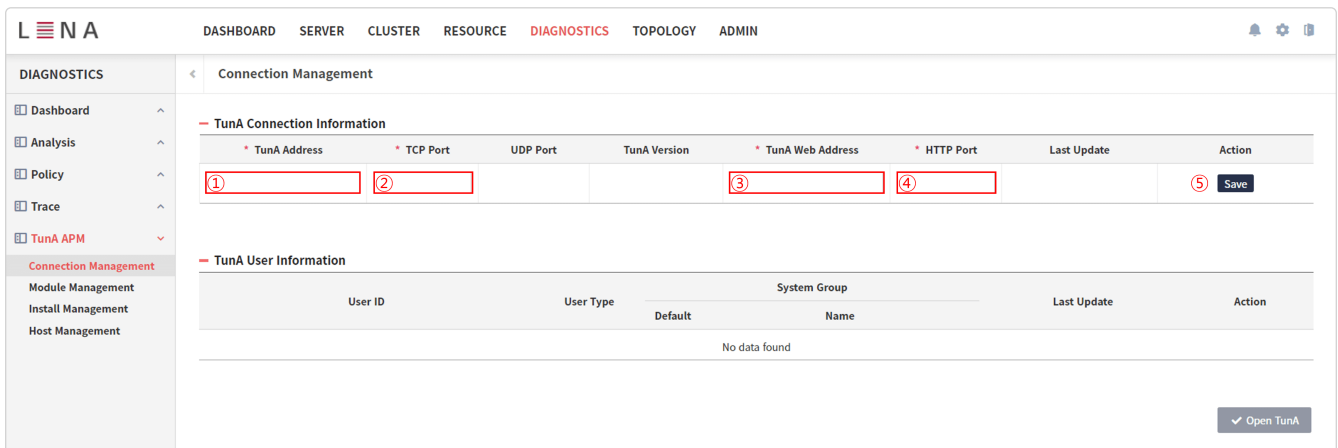 LENA
DASHBOARD SERVER CLUSTER RESOURCE DIAGNOSTICS TOPOLOGY ADMIN
DIAGNOSTICS
Connection Management
Dashboard
Analysis
Policy
Trace
TunA APM
Connection Management
Module Management
Install Management
Host Management
TunA Connection Information
* TunA Address * TCP Port UDP Port TunA Version * TunA Web Address * HTTP Port Last Update Action
① ② ③ ④ ⑤ Save
TunA User Information
User ID User Type System Group Last Update Action
Default Name
No data found
Open TunA